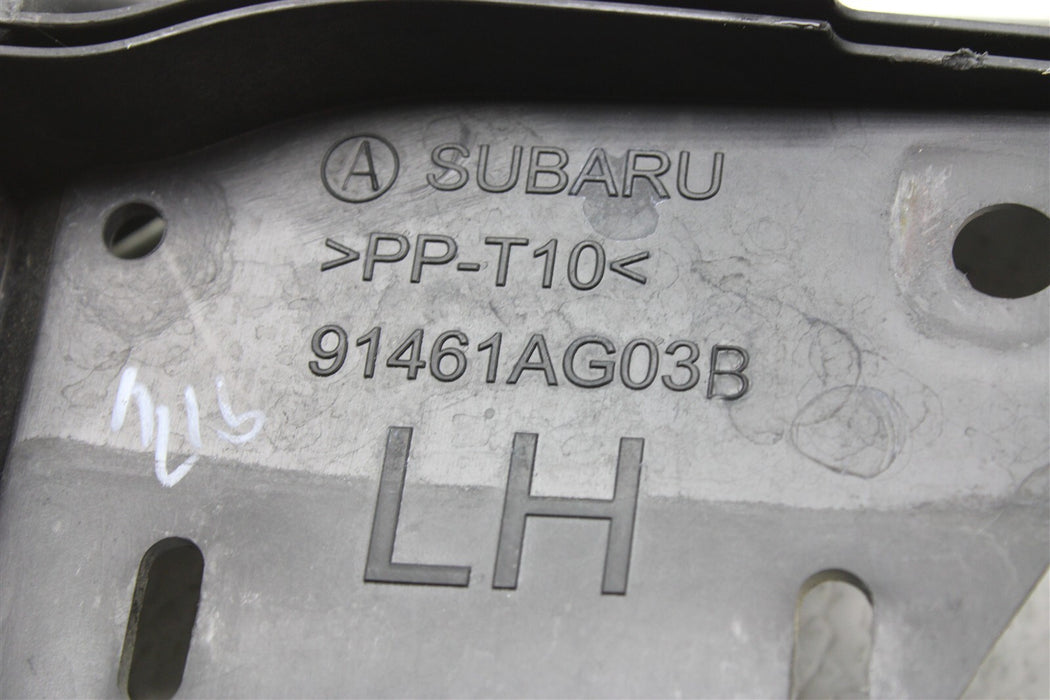 Ⓐ SUBARU
>PP-T10<
91461AG03B
LH